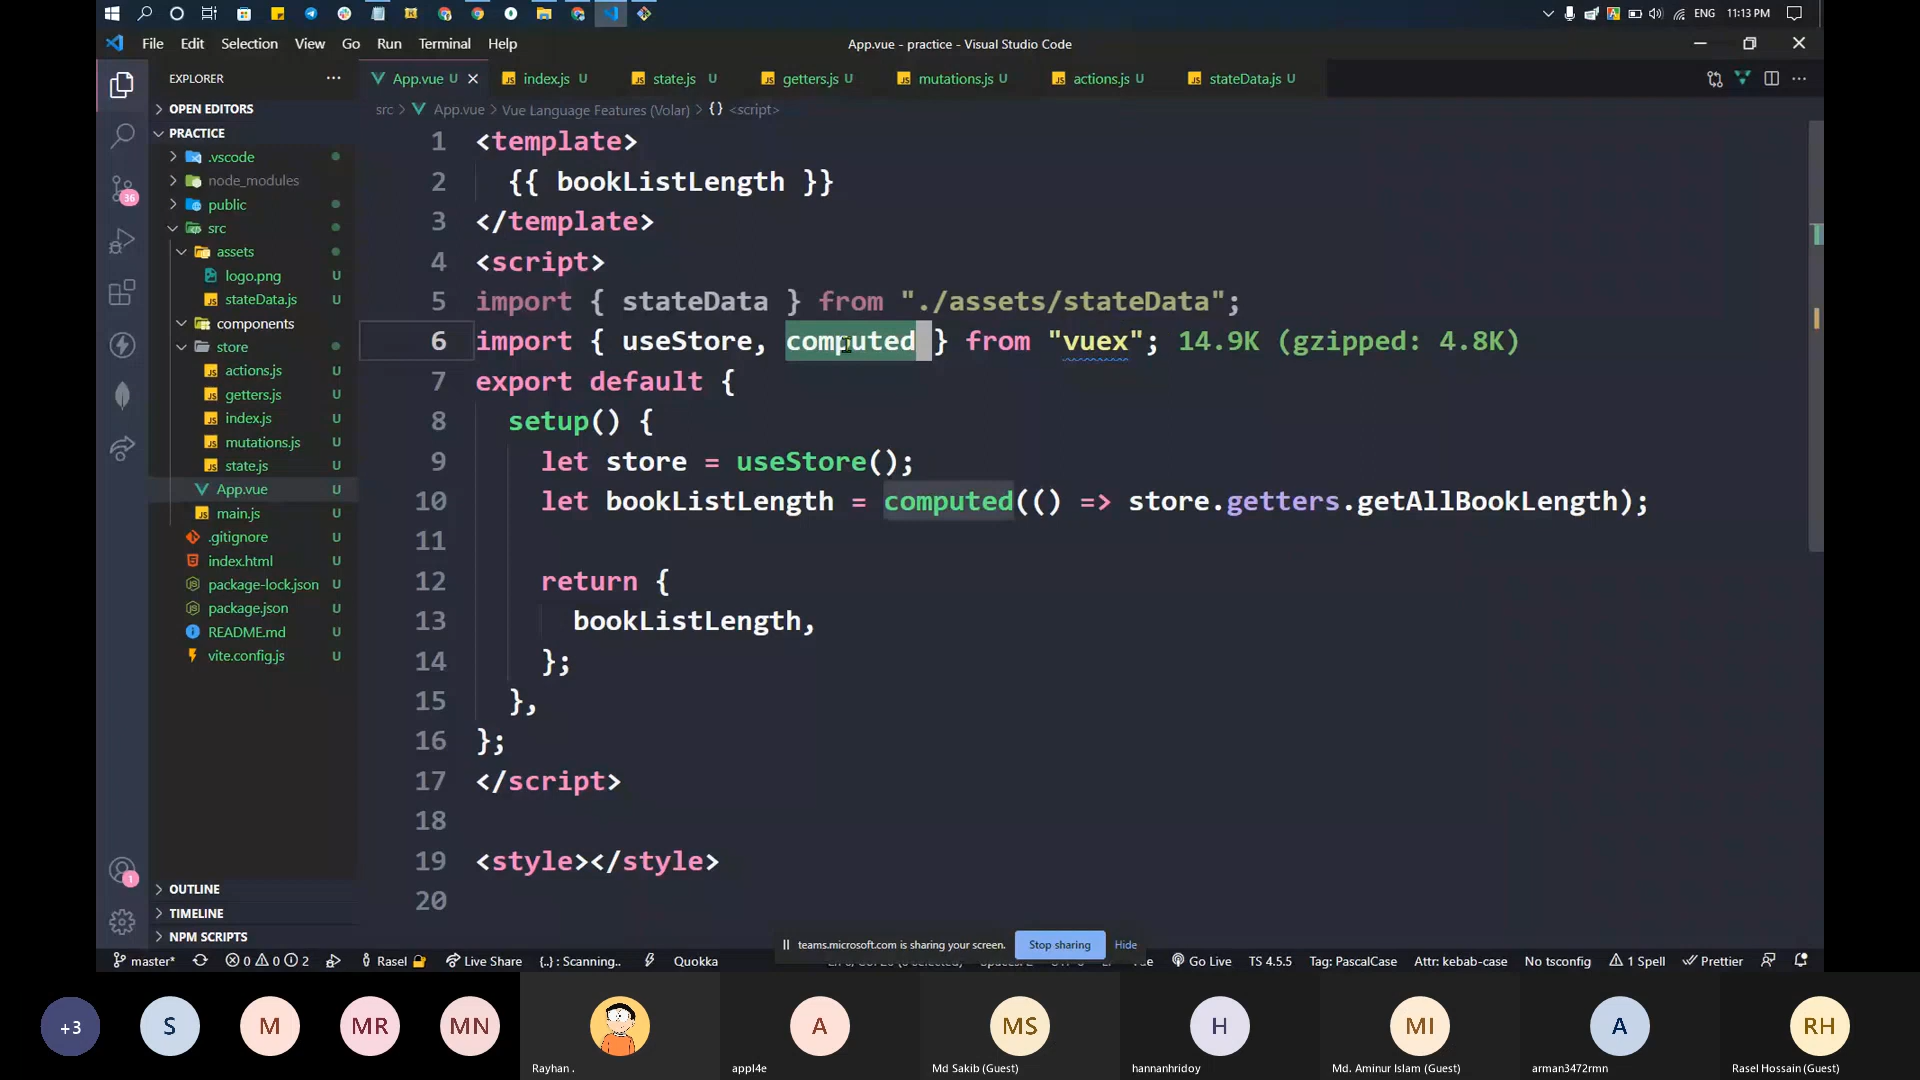 ENG 11:13 PM
File Edit Selection View Go Run Terminal Help
App.vue - practice - Visual Studio Code
EXPLORER
App.vue U
index.js U
state.js U
getters.js U
mutations.js U
actions.js U
stateData.js U
src > App.vue > Vue Language Features (Volar) > {} <script>
OPEN EDITORS
PRACTICE
.vscode
node_modules
public
src
assets
logo.png U
stateData.js U
components
store
actions.js U
getters.js U
index.js U
mutations.js U
state.js U
App.vue U
main.js U
.gitignore U
index.html U
package-lock.json U
package.json U
README.md U
vite.config.js U
OUTLINE
TIMELINE
NPM SCRIPTS
36
1
1 <template>
2 {{ bookListLength }}
3 </template>
4 <script>
5 import { stateData } from "./assets/stateData";
6 import { useStore, computed } from "vuex"; 14.9K (gzipped: 4.8K)
7 export default {
8 setup() {
9 let store = useStore();
10 let bookListLength = computed(() => store.getters.getAllBookLength);
11
12 return {
13 bookListLength,
14 };
15 },
16 };
17 </script>
18
19 <style></style>
20
teams.microsoft.com is sharing your screen. Stop sharing Hide
master* 0 0 2 Rasel Live Share {..} : Scanning.. Quokka
Go Live TS 4.5.5 Tag: PascalCase Attr: kebab-case No tsconfig 1 Spell Prettier
+3 S M MR MN A MS H MI A RH
Rayhan . appl4e Md Sakib (Guest) hannanhridoy Md. Aminur Islam (Guest) arman3472rmn Rasel Hossain (Guest)